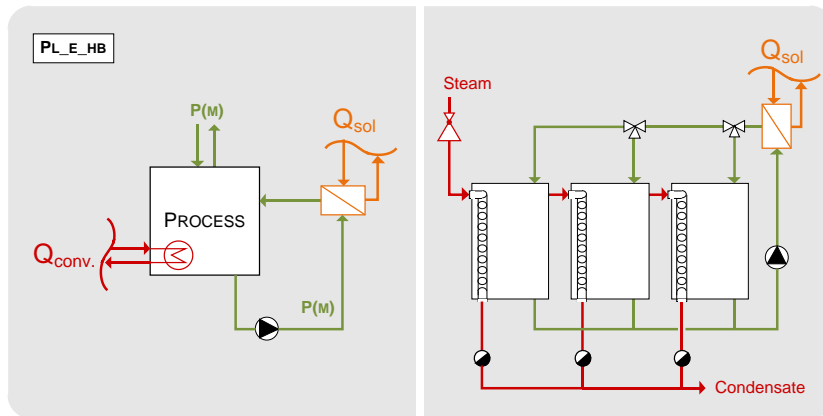 PL_E_HB
P(M)
Qsol
PROCESS
Qconv.
P(M)
Qsol
Steam
Condensate